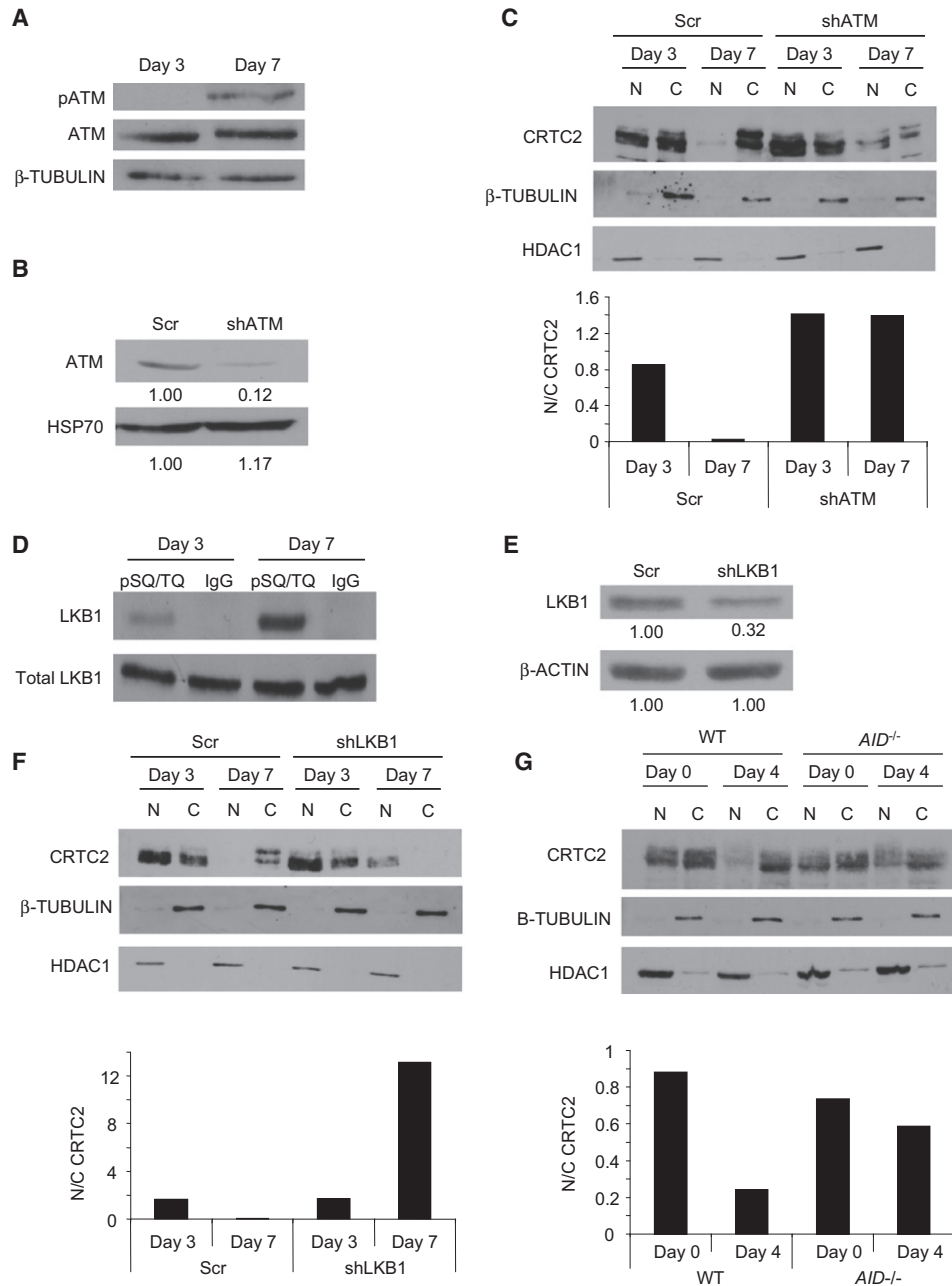 A
Day 3 Day 7
pATM
ATM
β-TUBULIN
B
Scr shATM
ATM
1.00 0.12
HSP70
1.00 1.17
C
Scr shATM
Day 3 Day 7 Day 3 Day 7
N C N C N C N C
CRTC2
β-TUBULIN
HDAC1
1.6
1.2
0.8
0.4
0
N/C CRTC2
Day 3 Day 7 Day 3 Day 7
Scr shATM
D
Day 3 Day 7
pSQ/TQ IgG pSQ/TQ IgG
LKB1
Total LKB1
E
Scr shLKB1
LKB1
1.00 0.32
β-ACTIN
1.00 1.00
F
Scr shLKB1
Day 3 Day 7 Day 3 Day 7
N C N C N C N C
CRTC2
β-TUBULIN
HDAC1
12
8
4
0
N/C CRTC2
Day 3 Day 7 Day 3 Day 7
Scr shLKB1
G
WT AID-/-
Day 0 Day 4 Day 0 Day 4
N C N C N C N C
CRTC2
B-TUBULIN
HDAC1
1
0.8
0.6
0.4
0.2
0
N/C CRTC2
Day 0 Day 4 Day 0 Day 4
WT AID-/-